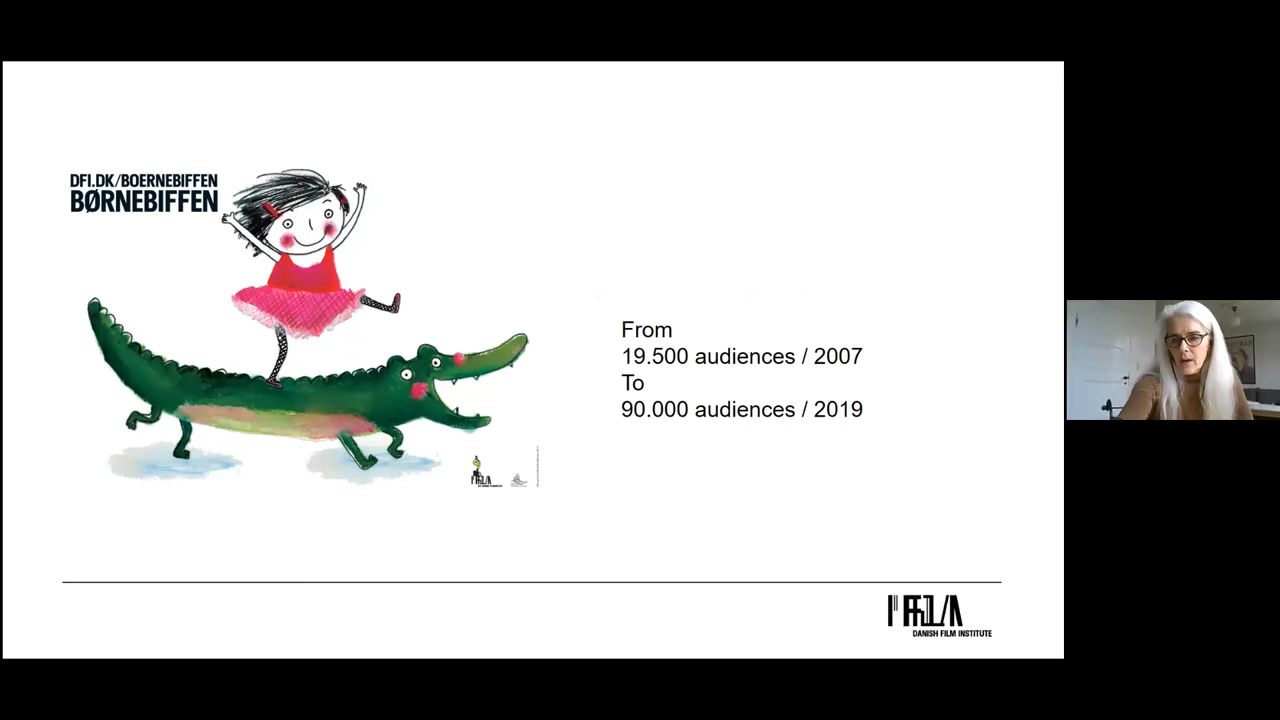 DFI.DK/BOERNEBIFFEN
BØRNEBIFFEN
From
19.500 audiences / 2007
To
90.000 audiences / 2019
DANISH FILM INSTITUTE